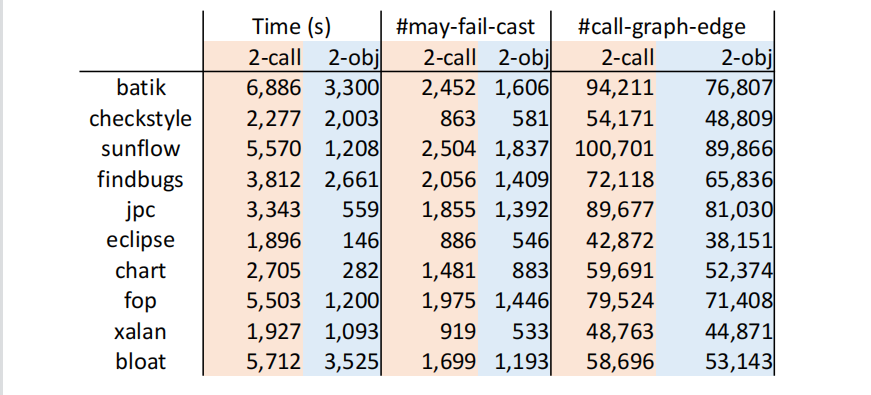 Time (s) #may-fail-cast #call-graph-edge
2-call 2-obj 2-call 2-obj 2-call 2-obj
batik 6,886 3,300 2,452 1,606 94,211 76,807
checkstyle 2,277 2,003 863 581 54,171 48,809
sunflow 5,570 1,208 2,504 1,837 100,701 89,866
findbugs 3,812 2,661 2,056 1,409 72,118 65,836
jpc 3,343 559 1,855 1,392 89,677 81,030
eclipse 1,896 146 886 546 42,872 38,151
chart 2,705 282 1,481 883 59,691 52,374
fop 5,503 1,200 1,975 1,446 79,524 71,408
xalan 1,927 1,093 919 533 48,763 44,871
bloat 5,712 3,525 1,699 1,193 58,696 53,143